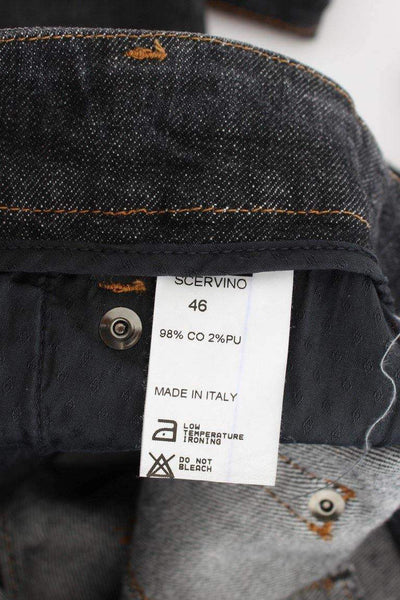 SCERVINO
46
98% CO 2%PU
MADE IN ITALY
LOW
TEMPERATURE
IRONING
DO NOT
BLEACH